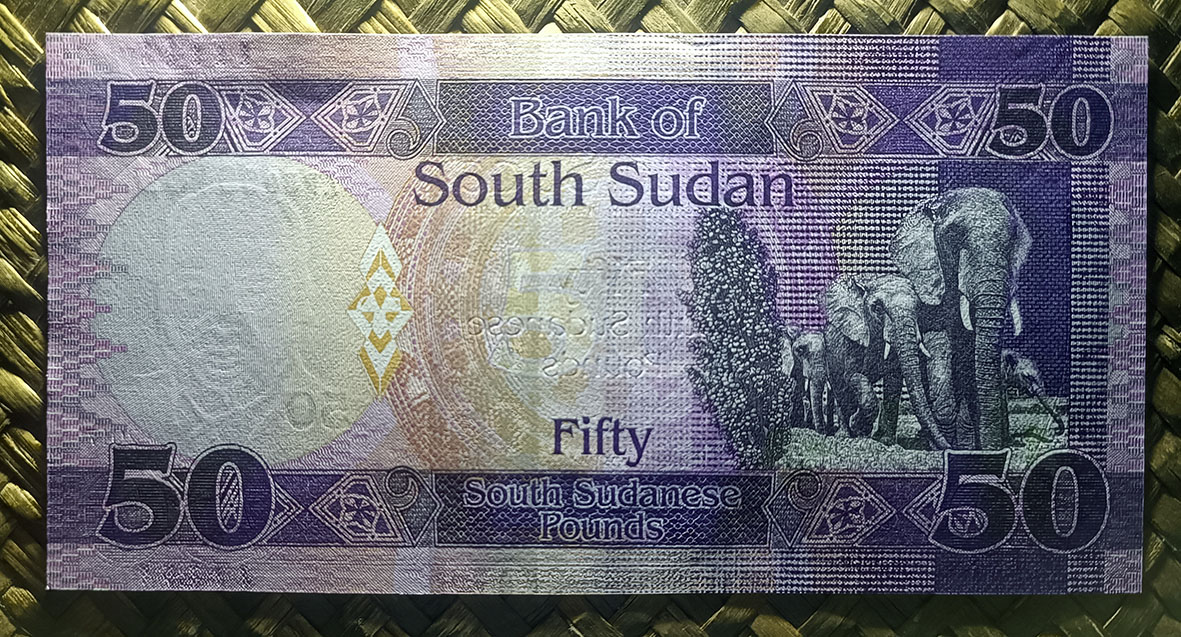 50
Bank of
50
South Sudan
Fifty
50
South Sudanese
Pounds
50